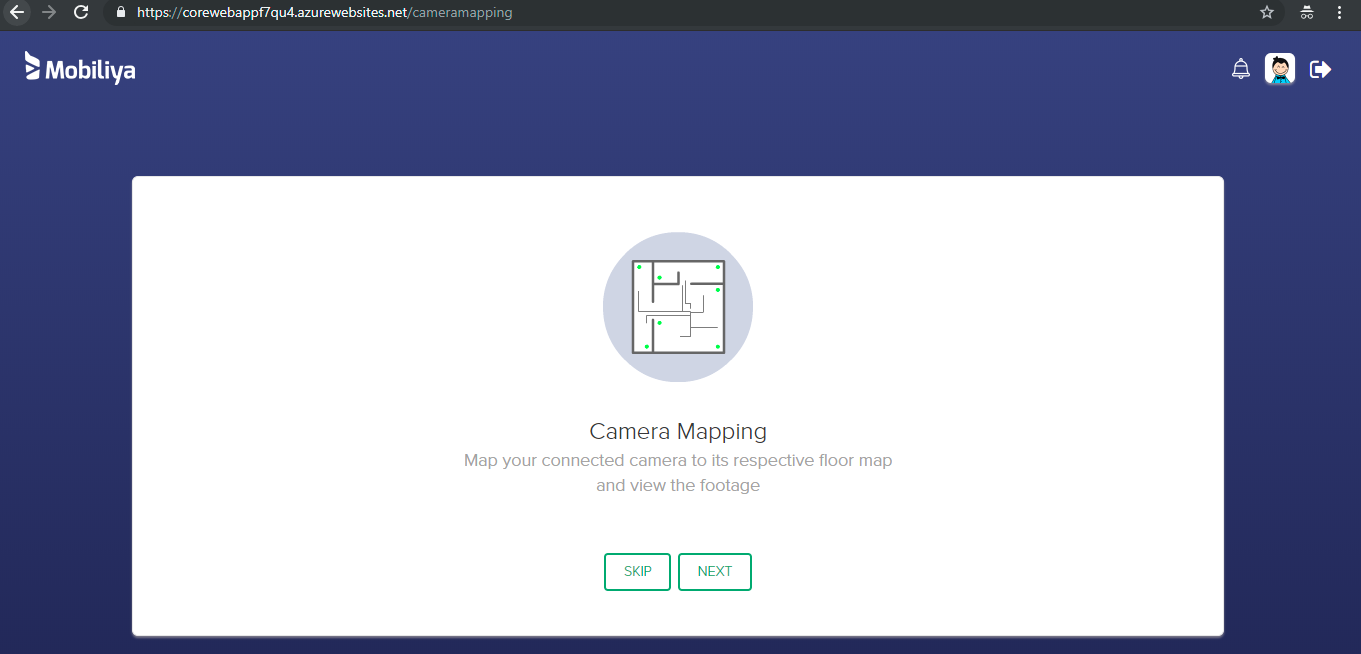 https://corewebappf7qu4.azurewebsites.net/cameramapping
Mobiliya
Camera Mapping
Map your connected camera to its respective floor map
and view the footage
SKIP NEXT